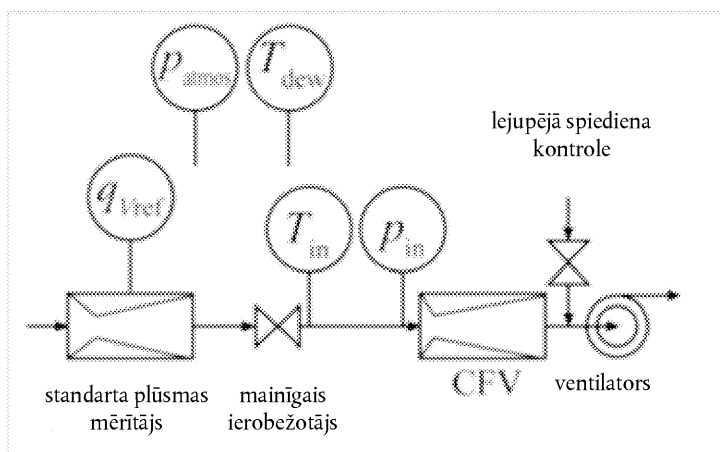 p atmos
T dew
lejupējā spiediena
kontrole
q Vref
T in
p in
CFV
standarta plūsmas
mērītājs
mainīgais
ierobežotājs
ventilators